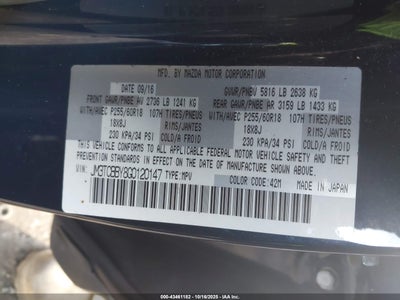 MFD. BY MAZDA MOTOR CORPORATION
DATE 09/16
GVWR/PNBV 5816 LB 2638 KG
FRONT GAWR/PNBE AV 2736 LB 1241 KG
REAR GAWR/PNBE AR 3159 LB 1433 KG
WITH/AVEC P255/60R18 107H TIRES/PNEUS
WITH/AVEC P255/60R18 107H TIRES/PNEUS
18X8J RIMS/JANTES
18X8J RIMS/JANTES
230 KPA/34 PSI COLD/A FROID
230 KPA/34 PSI COLD/A FROID
THIS VEHICLE CONFORMS TO ALL APPLICABLE FEDERAL MOTOR VEHICLE SAFETY AND
THEFT PREVENTION STANDARDS IN EFFECT ON THE DATE OF MANUFACTURE SHOWN ABOVE.
JM3TCBBY8G0120147 TYPE:MPV
COLOR CODE:42M
MADE IN JAPAN
000-43461182 - 10/18/2025 - IAA Holdings, LLC